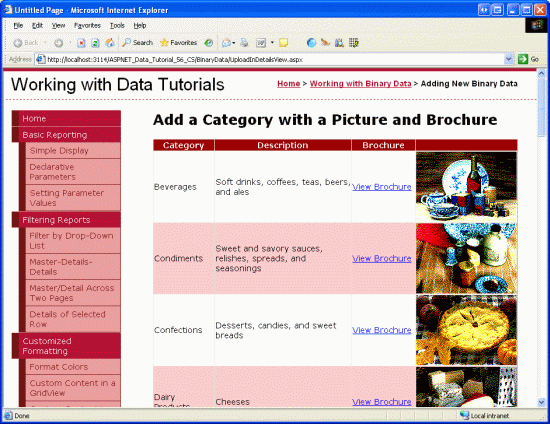 Untitled Page - Microsoft Internet Explorer
File Edit View Favorites Tools Help
Back Search Favorites
Address http://localhost:3114/ASPNET_Data_Tutorial_56_CS/BinaryData/UploadInDetailsView.aspx Go
Working with Data Tutorials
Home > Working with Binary Data > Adding New Binary Data
Home
Basic Reporting
Simple Display
Declarative
Parameters
Setting Parameter
Values
Filtering Reports
Filter by Drop-Down
List
Master-Details-
Details
Master/Detail Across
Two Pages
Details of Selected
Row
Customized
Formatting
Format Colors
Custom Content in a
GridView
Add a Category with a Picture and Brochure
Category Description Brochure
Beverages
Soft drinks, coffees, teas, beers,
and ales
View Brochure
Condiments
Sweet and savory sauces,
relishes, spreads, and
seasonings
View Brochure
Confections
Desserts, candies, and sweet
breads
View Brochure
Dairy
Products
Cheeses
View Brochure
Done
Local intranet